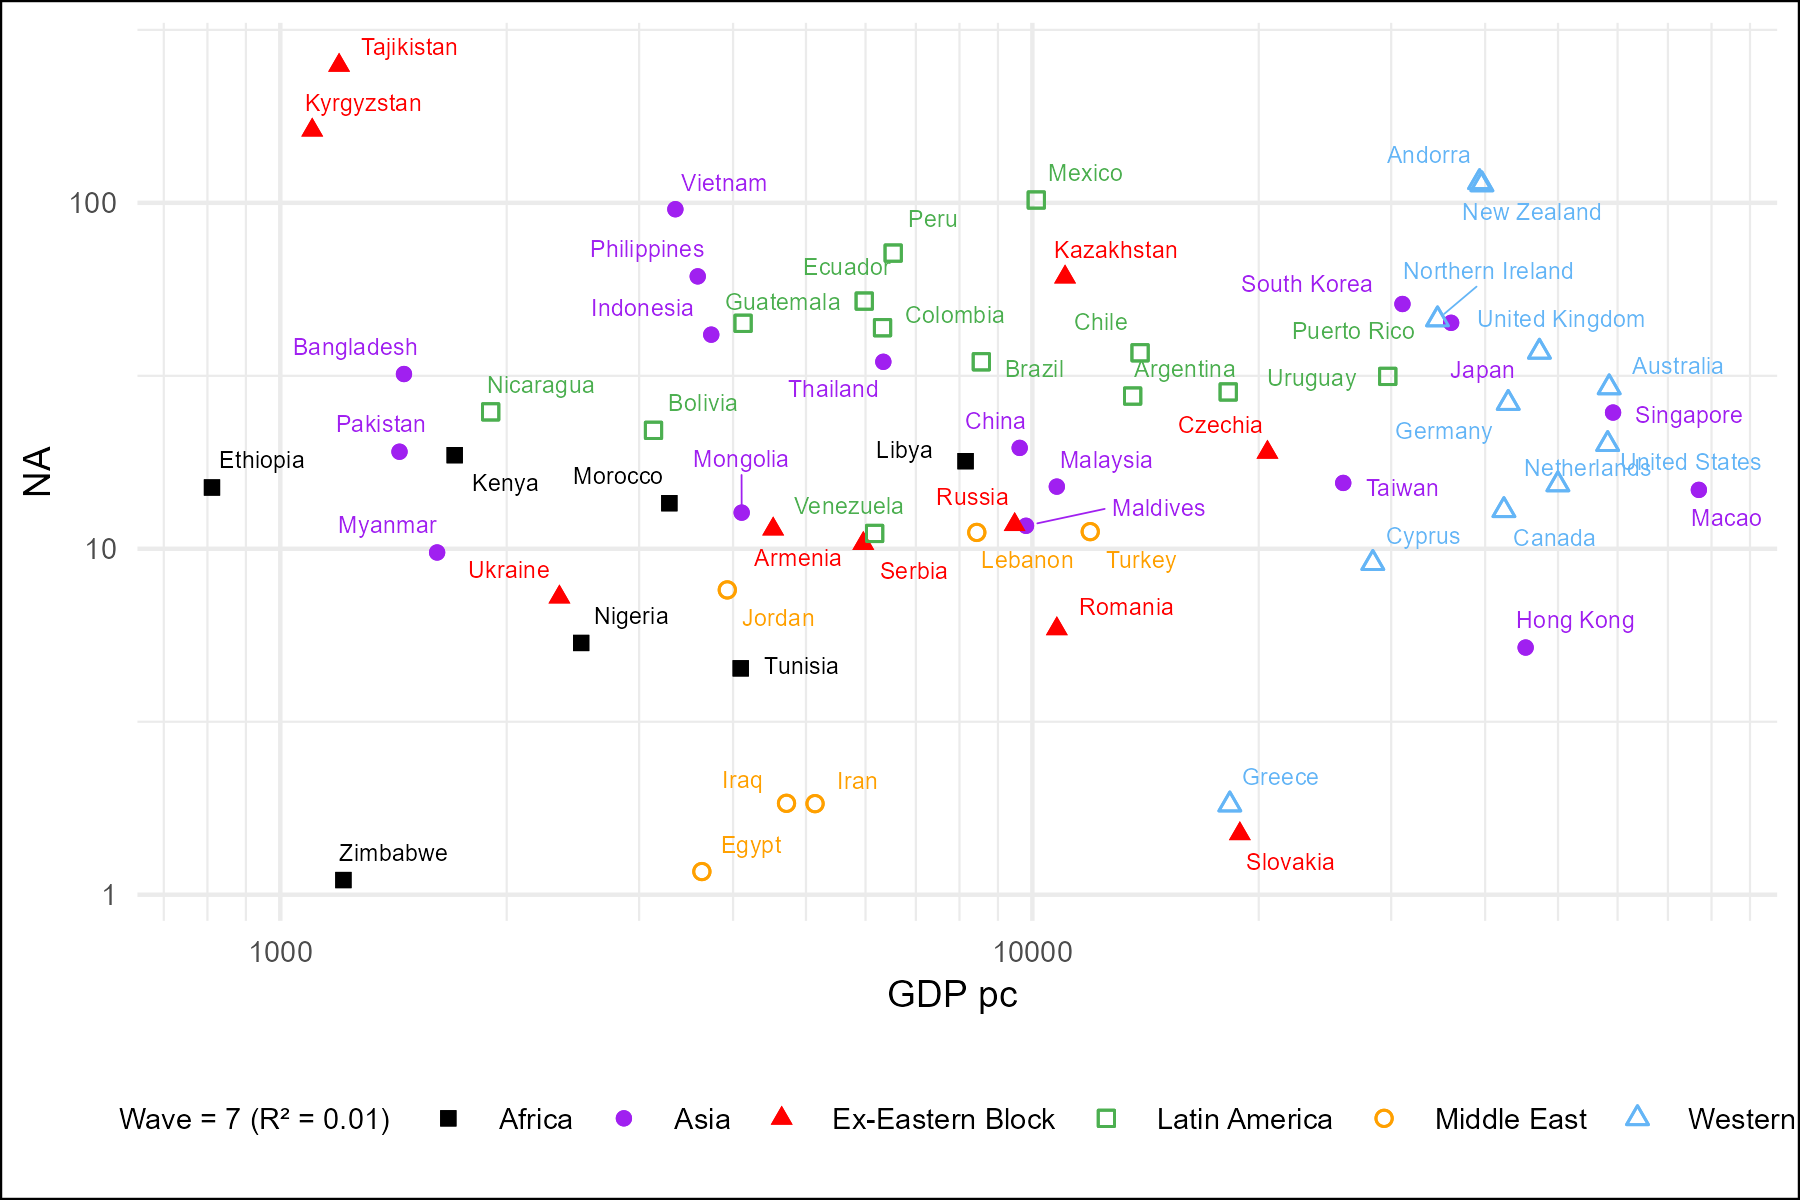 Tajikistan
Kyrgyzstan
Andorra
Mexico
Vietnam
100
New Zealand
Peru
Philippines
Kazakhstan
Ecuador
Northern Ireland
South Korea
Guatemala
Indonesia
Colombia
United Kingdom
Chile
Puerto Rico
Bangladesh
Australia
Brazil
Argentina
Japan
Uruguay
Nicaragua
Thailand
Bolivia
Singapore
China
Pakistan
Czechia
Germany
Libya
Ethiopia
Mongolia
Malaysia
United States
Netherlands
NA
Morocco
Kenya
Taiwan
Russia
Venezuela
Maldives
Macao
Myanmar
Cyprus
Canada
10
Armenia
Lebanon
Turkey
Ukraine
Serbia
Romania
Nigeria
Jordan
Hong Kong
Tunisia
Greece
Iraq
Iran
Egypt
Zimbabwe
Slovakia
1
1000
10000
GDP pc
Wave = 7 (R² = 0.01) Africa Asia Ex-Eastern Block Latin America Middle East Western